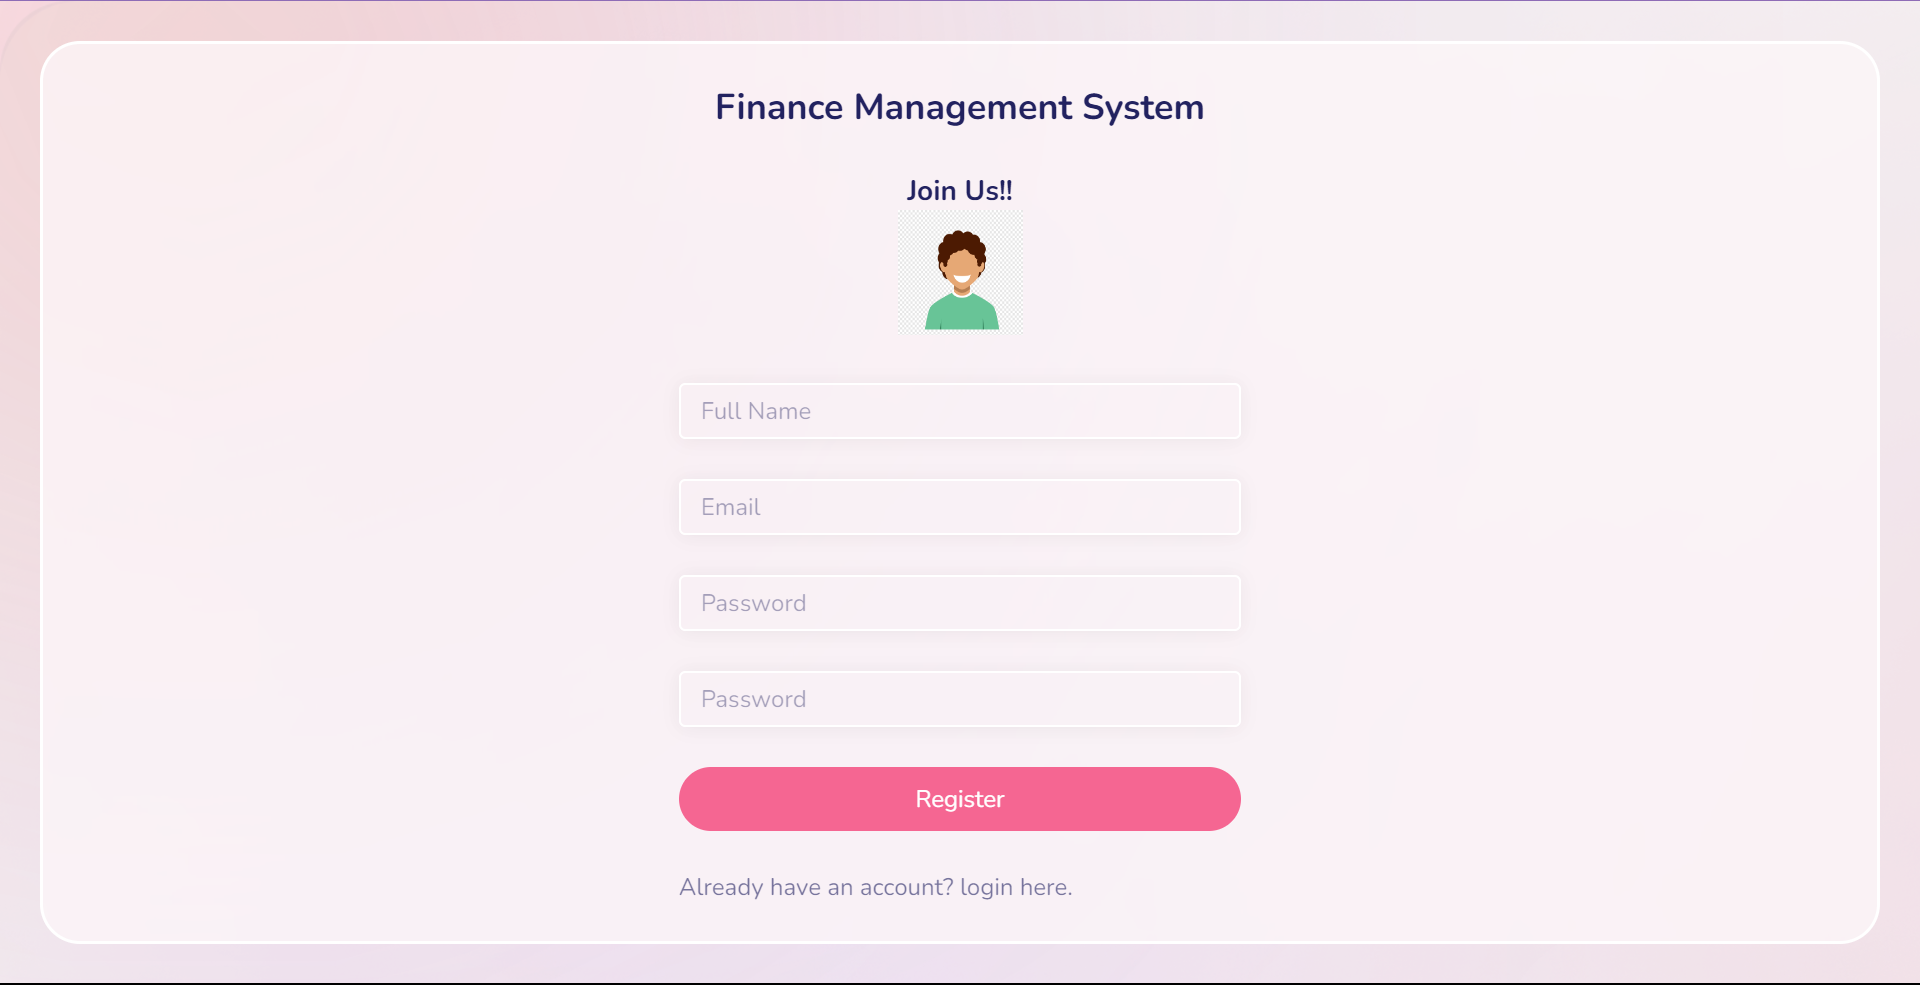 Finance Management System
Join Us!!
Full Name
Email
Password
Password
Register
Already have an account? login here.